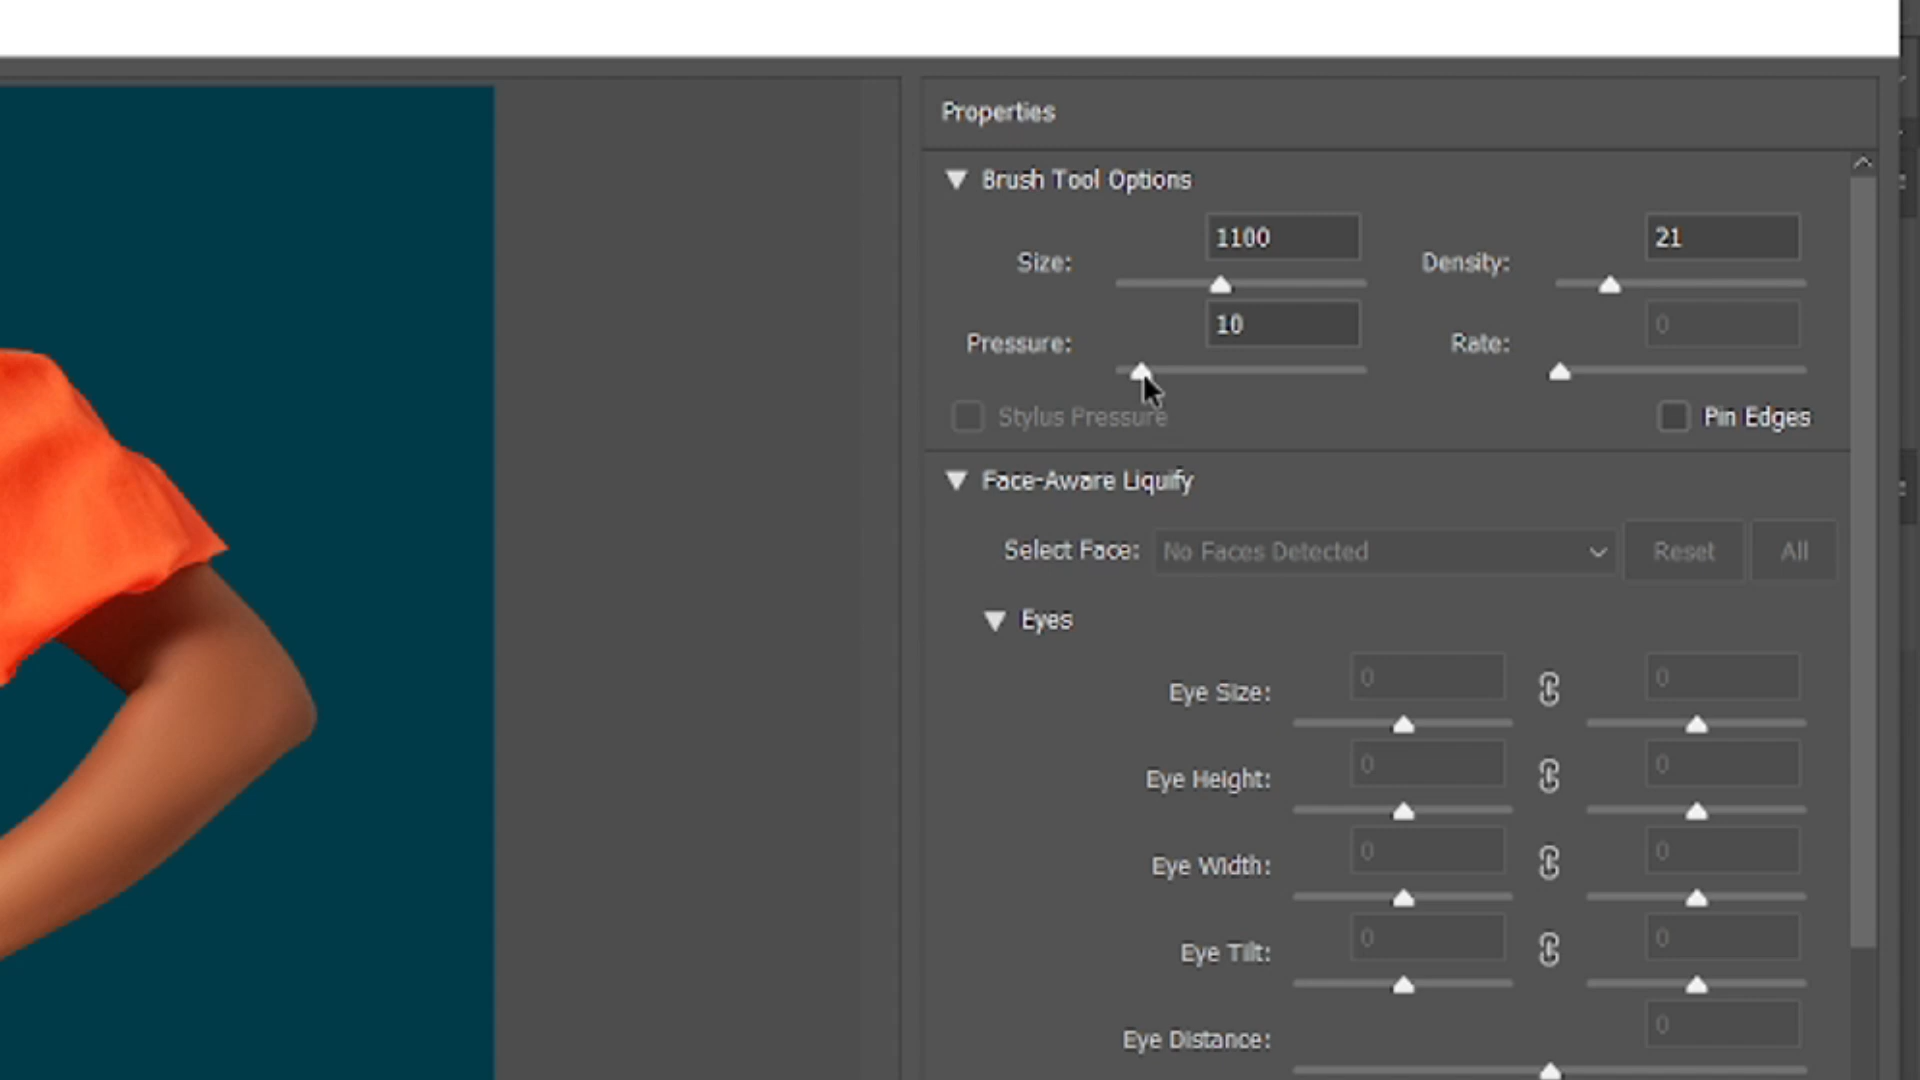 Properties
Brush Tool Options
Size: 1100 Density: 21
Pressure: 10 Rate: 0
Stylus Pressure Pin Edges
Face-Aware Liquify
Select Face: No Faces Detected Reset All
Eyes
Eye Size: 0 0
Eye Height: 0 0
Eye Width: 0 0
Eye Tilt: 0 0
Eye Distance: 0